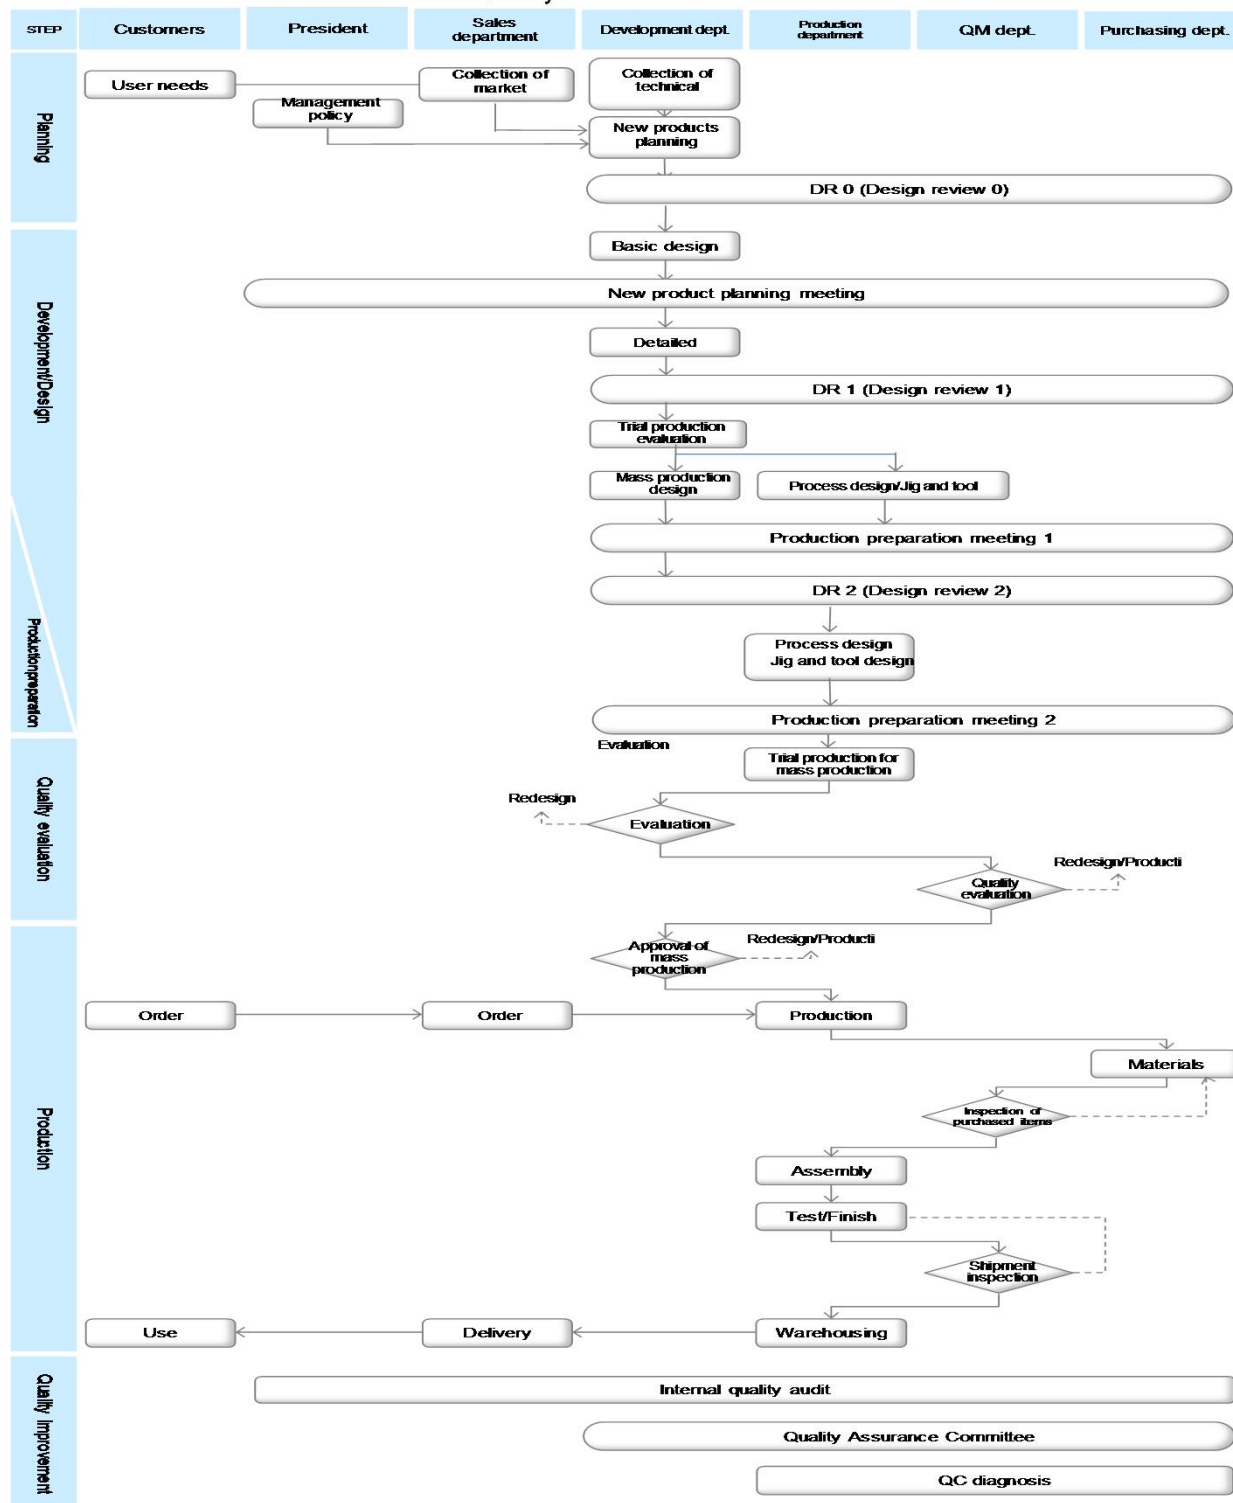 STEP
Customers
President
Sales
department
Development dept.
Production
department
QM dept.
Purchasing dept.
Planning
User needs
Collection of
market
Collection of
technical
Management
policy
New products
planning
DR 0 (Design review 0)
Development/Design
Basic design
New product planning meeting
Detailed
DR 1 (Design review 1)
Trial production
evaluation
Mass production
design
Process design/Jig and tool
Production preparation meeting 1
DR 2 (Design review 2)
Production preparation
Process design
Jig and tool design
Production preparation meeting 2
Quality evaluation
Evaluation
Trial production for
mass production
Redesign
Evaluation
Redesign/Producti
Quality
evaluation
Production
Approval of
mass
production
Redesign/Producti
Order
Order
Production
Materials
Inspection of
purchased items
Assembly
Test/Finish
Shipment
inspection
Use
Delivery
Warehousing
Quality improvement
Internal quality audit
Quality Assurance Committee
QC diagnosis